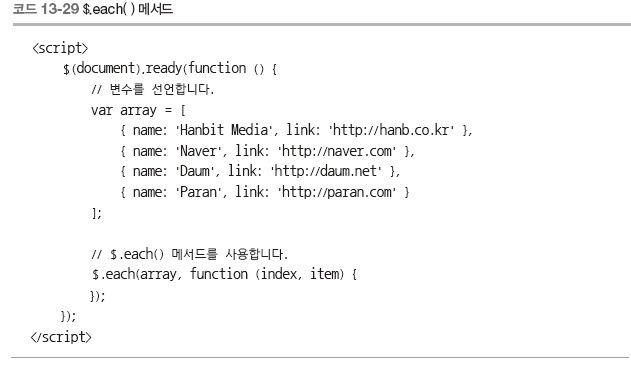 코드 13-29 $.each( ) 메서드
<script>
$(document).ready(function () {
// 변수를 선언합니다.
var array = [
{ name: 'Hanbit Media', link: 'http://hanb.co.kr' },
{ name: 'Naver', link: 'http://naver.com' },
{ name: 'Daum', link: 'http://daum.net' },
{ name: 'Paran', link: 'http://paran.com' }
];
// $.each() 메서드를 사용합니다.
$.each(array, function (index, item) {
});
});
</script>